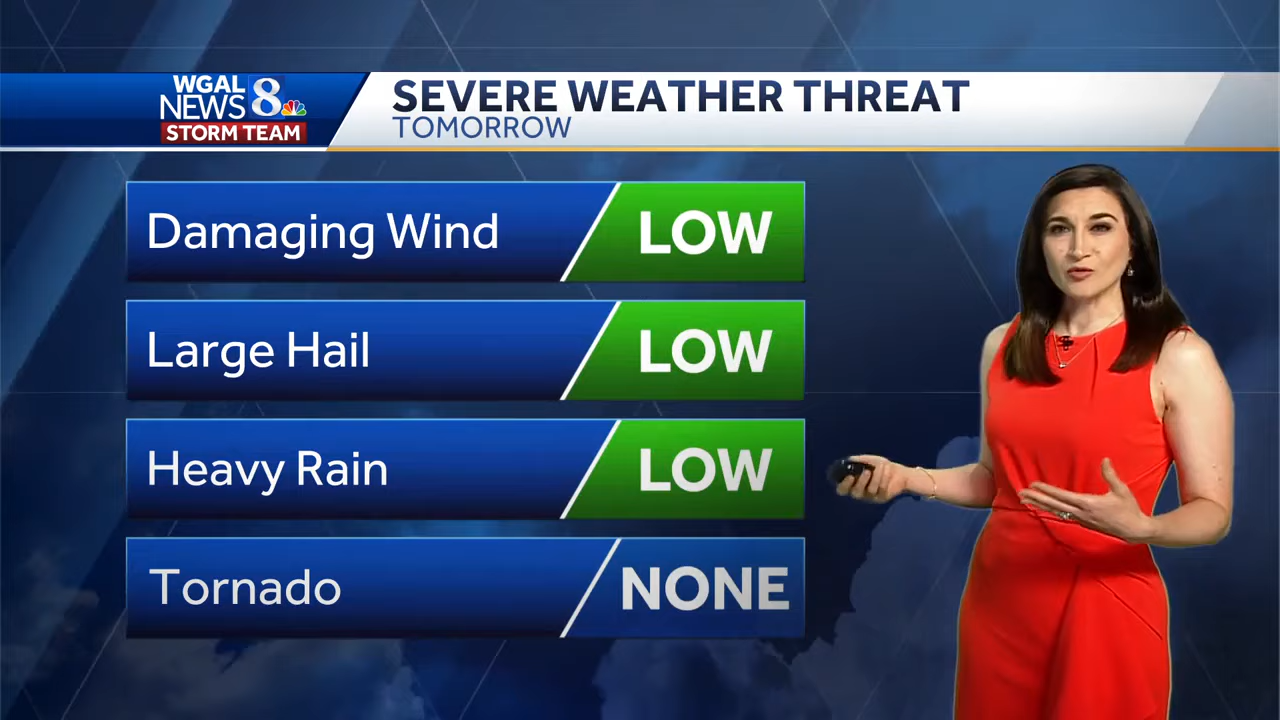 WGAL
NEWS 8
STORM TEAM
SEVERE WEATHER THREAT
TOMORROW
Damaging Wind LOW
Large Hail LOW
Heavy Rain LOW
Tornado NONE